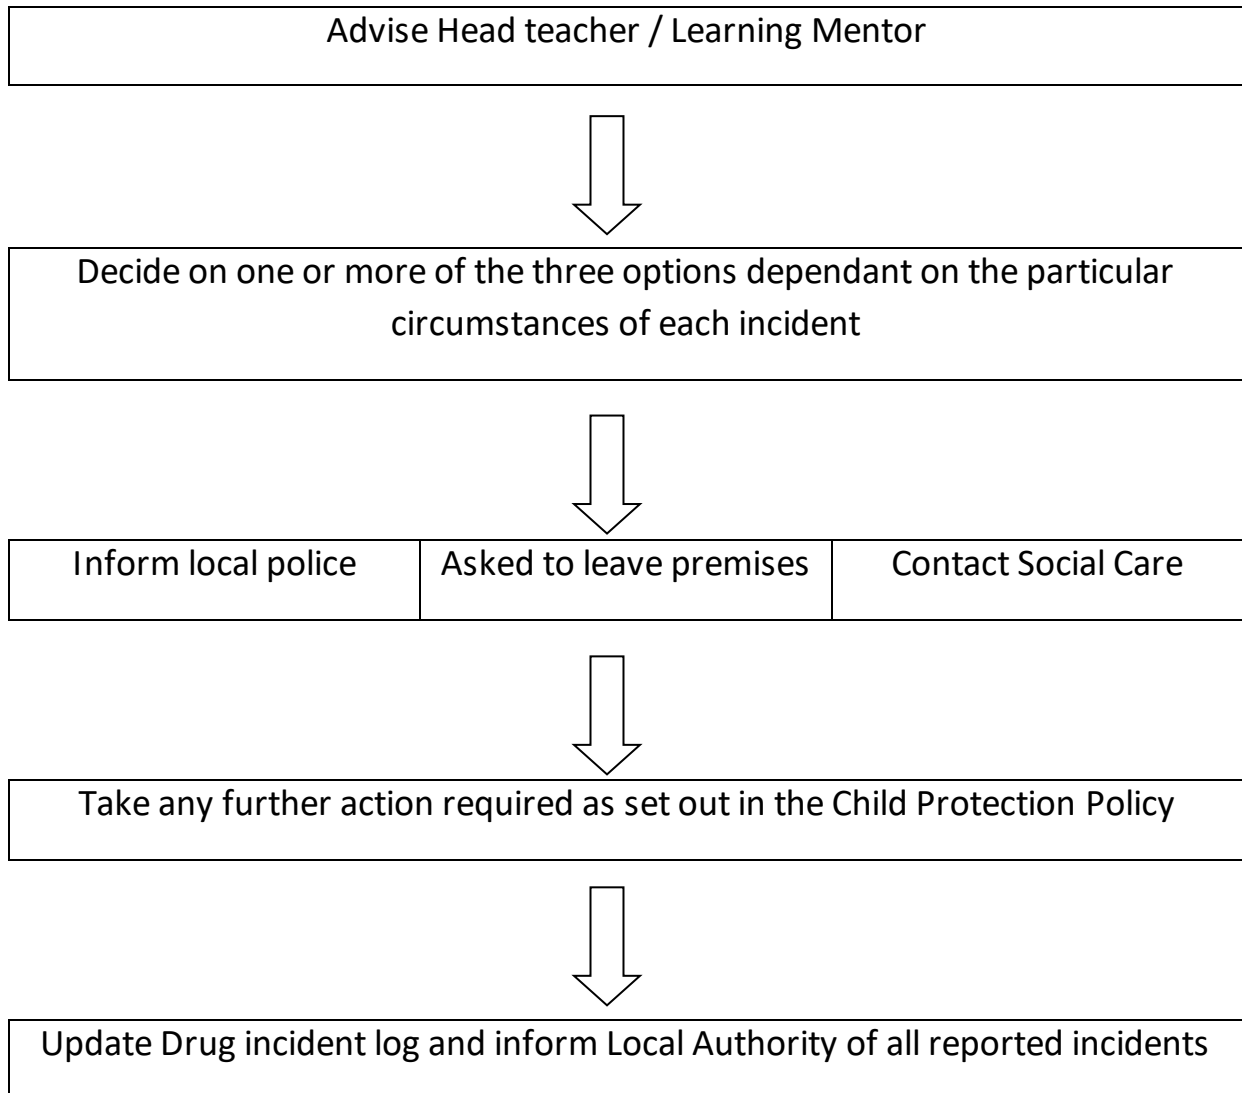 Advise Head teacher / Learning Mentor
Decide on one or more of the three options dependant on the particular
circumstances of each incident
Inform local police
Asked to leave premises
Contact Social Care
Take any further action required as set out in the Child Protection Policy
Update Drug incident log and inform Local Authority of all reported incidents